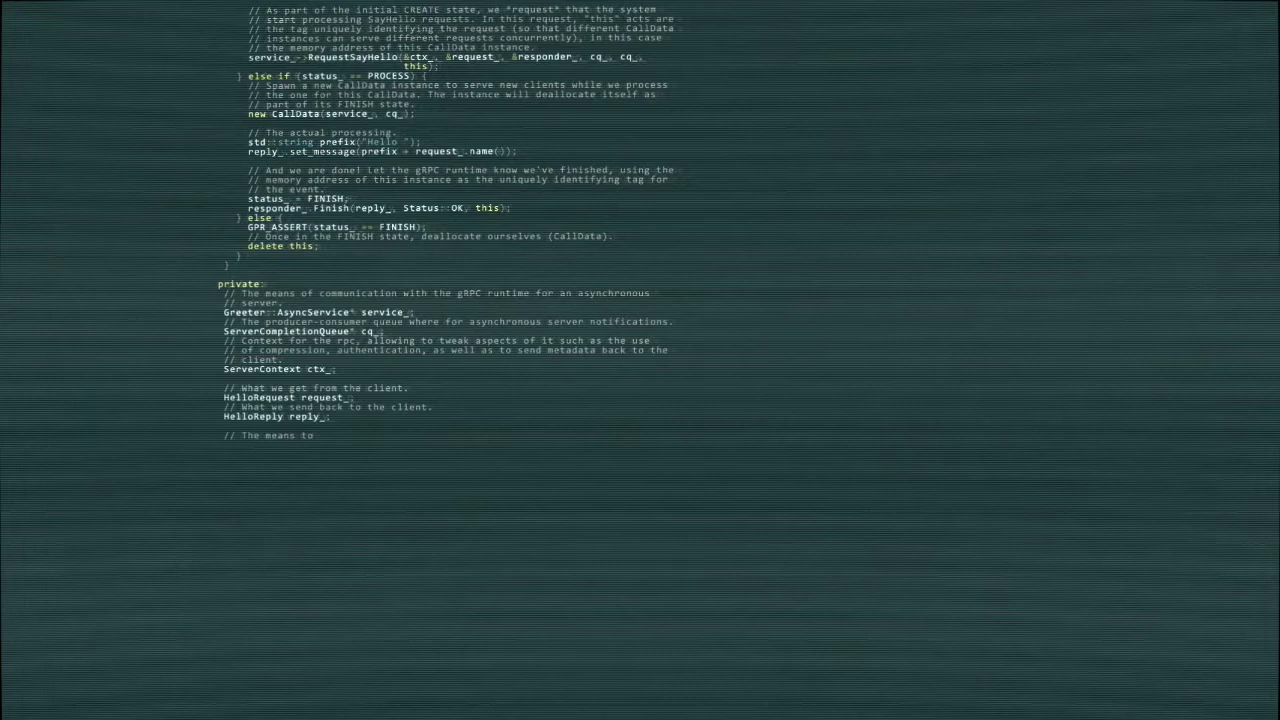 // As part of the initial CREATE state, we *request* that the system
// start processing SayHello requests. In this request, "this" acts are
// the tag uniquely identifying the request (so that different CallData
// instances can serve different requests concurrently), in this case
// the memory address of this CallData instance.
service_->RequestSayHello(&ctx_, &request_, &responder_, cq_, cq_,
this);
} else if (status_ == PROCESS) {
// Spawn a new CallData instance to serve new clients while we process
// the one for this CallData. The instance will deallocate itself as
// part of its FINISH state.
new CallData(service_, cq_);
// The actual processing.
std::string prefix("Hello ");
reply_.set_message(prefix + request_.name());
// And we are done! Let the gRPC runtime know we've finished, using the
// memory address of this instance as the uniquely identifying tag for
// the event.
status_ = FINISH;
responder_.Finish(reply_, Status::OK, this);
} else {
GPR_ASSERT(status_ == FINISH);
// Once in the FINISH state, deallocate ourselves (CallData).
delete this;
}
}
private:
// The means of communication with the gRPC runtime for an asynchronous
// server.
Greeter::AsyncService* service_;
// The producer-consumer queue where for asynchronous server notifications.
ServerCompletionQueue* cq_;
// Context for the rpc, allowing to tweak aspects of it such as the use
// of compression, authentication, as well as to send metadata back to the
// client.
ServerContext ctx_;
// What we get from the client.
HelloRequest request_;
// What we send back to the client.
HelloReply reply_;
// The means to